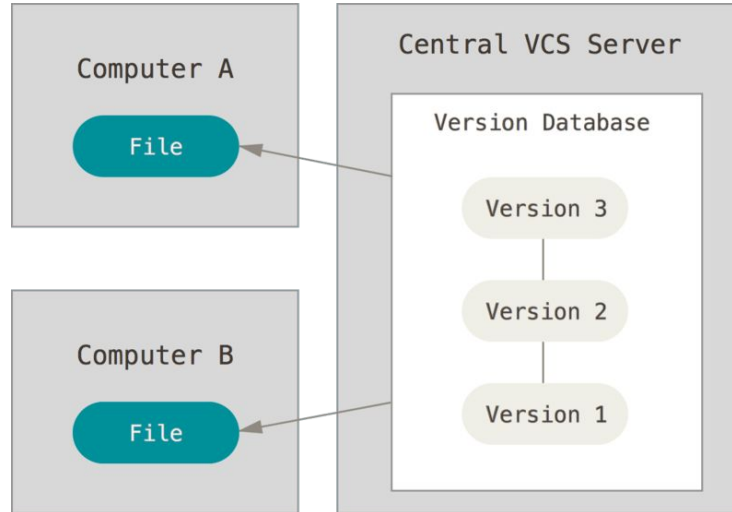 Computer A
File
Computer B
File
Central VCS Server
Version Database
Version 3
Version 2
Version 1